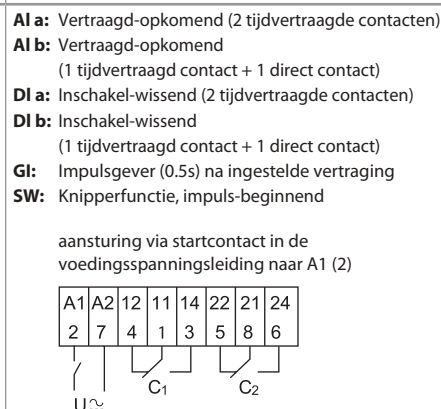 Al a: Vertraagd-opkomend (2 tijdvertraagde contacten)
Al b: Vertraagd-opkomend
(1 tijdvertraagd contact + 1 direct contact)
Dl a: Inschakel-wissend (2 tijdvertraagde contacten)
Dl b: Inschakel-wissend
(1 tijdvertraagd contact + 1 direct contact)
Gl: Impulsgever (0.5s) na ingestelde vertraging
SW: Knipperfunctie, impuls-beginnend
aansturing via startcontact in de
voedingsspanningsleiding naar A1 (2)
A1 A2 12 11 14 22 21 24
2 7 4 1 3 5 8 6
C1 C2
U≂